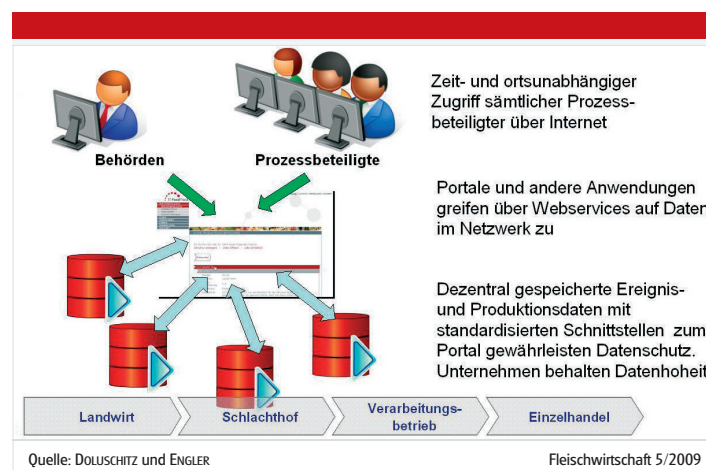 Zeit- und ortsunabhängiger
Zugriff sämtlicher Prozess-
beteiligter über Internet
Behörden
Prozessbeteiligte
Portale und andere Anwendungen
greifen über Webservices auf Daten
im Netzwerk zu
Dezentral gespeicherte Ereignis-
und Produktionsdaten mit
standardisierten Schnittstellen zum
Portal gewährleisten Datenschutz.
Unternehmen behalten Datenhoheit
Landwirt
Schlachthof
Verarbeitungs-
betrieb
Einzelhandel
Quelle: DOLUSCHITZ und ENGLER
Fleischwirtschaft 5/2009